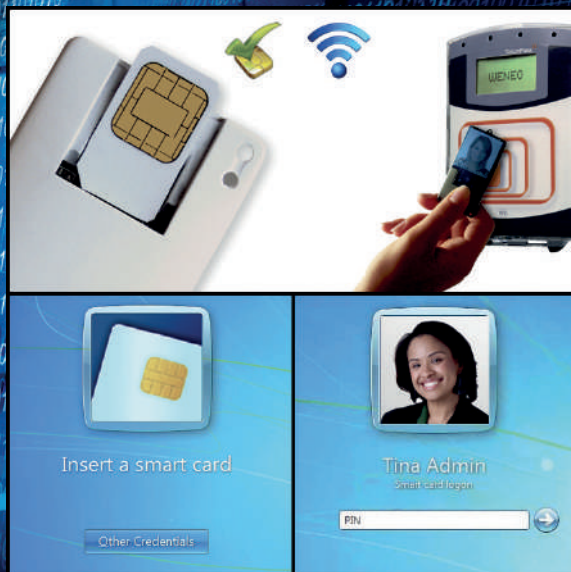 WENEO
Insert a smart card
Other Credentials
Tina Admin
Smart card logon
PIN